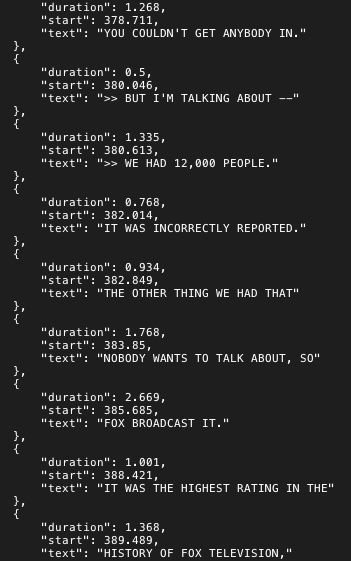 "duration": 1.268,
"start": 378.711,
"text": "YOU COULDN'T GET ANYBODY IN."
},
{
"duration": 0.5,
"start": 380.046,
"text": ">> BUT I'M TALKING ABOUT ––"
},
{
"duration": 1.335,
"start": 380.613,
"text": ">> WE HAD 12,000 PEOPLE."
},
{
"duration": 0.768,
"start": 382.014,
"text": "IT WAS INCORRECTLY REPORTED."
},
{
"duration": 0.934,
"start": 382.849,
"text": "THE OTHER THING WE HAD THAT"
},
{
"duration": 1.768,
"start": 383.85,
"text": "NOBODY WANTS TO TALK ABOUT, SO"
},
{
"duration": 2.669,
"start": 385.685,
"text": "FOX BROADCAST IT."
},
{
"duration": 1.001,
"start": 388.421,
"text": "IT WAS THE HIGHEST RATING IN THE"
},
{
"duration": 1.368,
"start": 389.489,
"text": "HISTORY OF FOX TELEVISION,"